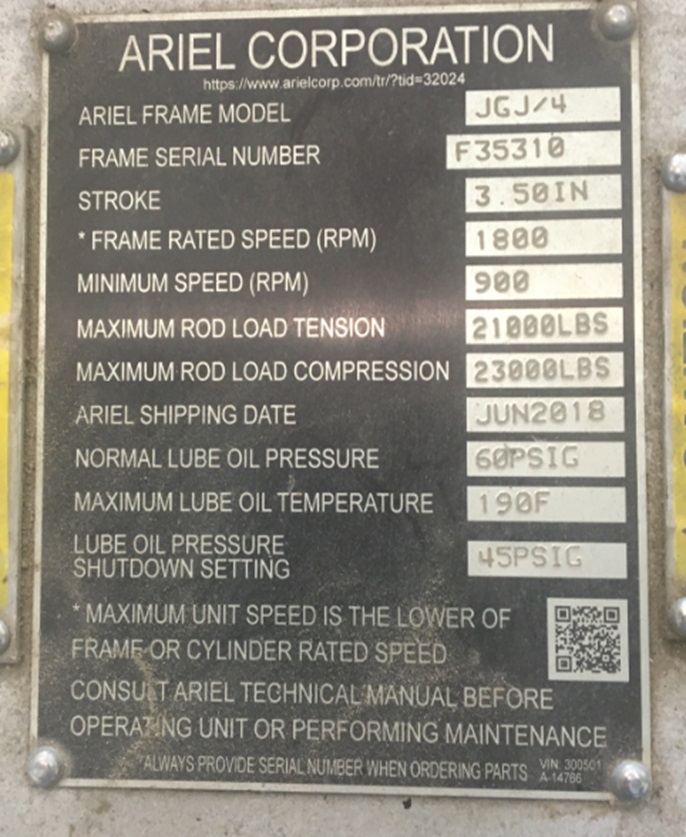 ARIEL CORPORATION
https://www.arielcorp.com/tr/?tid=32024
ARIEL FRAME MODEL JGJ/4
FRAME SERIAL NUMBER F35310
STROKE 3.50IN
* FRAME RATED SPEED (RPM) 1800
MINIMUM SPEED (RPM) 900
MAXIMUM ROD LOAD TENSION 21000LBS
MAXIMUM ROD LOAD COMPRESSION 23000LBS
ARIEL SHIPPING DATE JUN2018
NORMAL LUBE OIL PRESSURE 60PSIG
MAXIMUM LUBE OIL TEMPERATURE 190F
LUBE OIL PRESSURE
SHUTDOWN SETTING 45PSIG
* MAXIMUM UNIT SPEED IS THE LOWER OF
FRAME OR CYLINDER RATED SPEED
CONSULT ARIEL TECHNICAL MANUAL BEFORE
OPERATING UNIT OR PERFORMING MAINTENANCE
ALWAYS PROVIDE SERIAL NUMBER WHEN ORDERING PARTS
VIN: 300501
A-14766